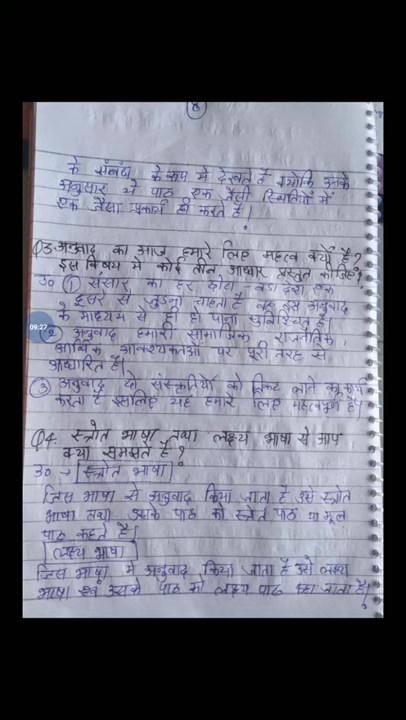 8
के संबंध के रूप में देखते हैं क्योंकि उनके
अनुसार ये पाठ एक जैसी स्थितियों में
एक जैसा प्रकार्य ही करते हैं।
Q3. अनुवाद का आज हमारे लिए महत्व क्यों है?
इस विषय में कोई तीन आधार प्रस्तुत कीजिए?
उ० ① संसार का हर छोटा - बड़ा देश एक
दूसरे से जुड़ना चाहता है इस अनुवाद
के माध्यम से ही हो पाना सुनिश्चित है।
② अनुवाद हमारी सामाजिक, राजनीतिक,
आर्थिक आवश्यकताओं पर पूरी तरह से
आधारित है।
③ अनुवाद दो संस्कृतियों को निकट लाने का कार्य
करता है इसलिए यह हमारे लिए महत्वपूर्ण है।
Q4. स्त्रोत भाषा तथा लक्ष्य भाषा से आप
क्या समझते हैं?
उ० → स्त्रोत भाषा
जिस भाषा से अनुवाद किया जाता है उसे स्त्रोत
भाषा तथा उसके पाठ को स्त्रोत पाठ या मूल
पाठ कहते हैं।
लक्ष्य भाषा
जिस भाषा में अनुवाद किया जाता है उसे लक्ष्य
भाषा एवं उसके पाठ को लक्ष्य पाठ कहा जाता है।
09:27